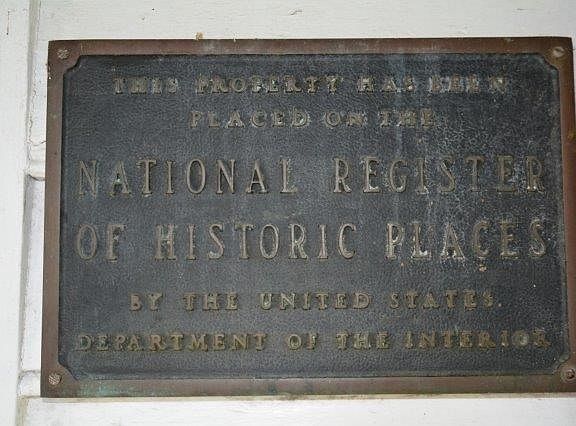 THIS PROPERTY HAS BEEN
PLACED ON THE
NATIONAL REGISTER
OF HISTORIC PLACES
BY THE UNITED STATES
DEPARTMENT OF THE INTERIOR